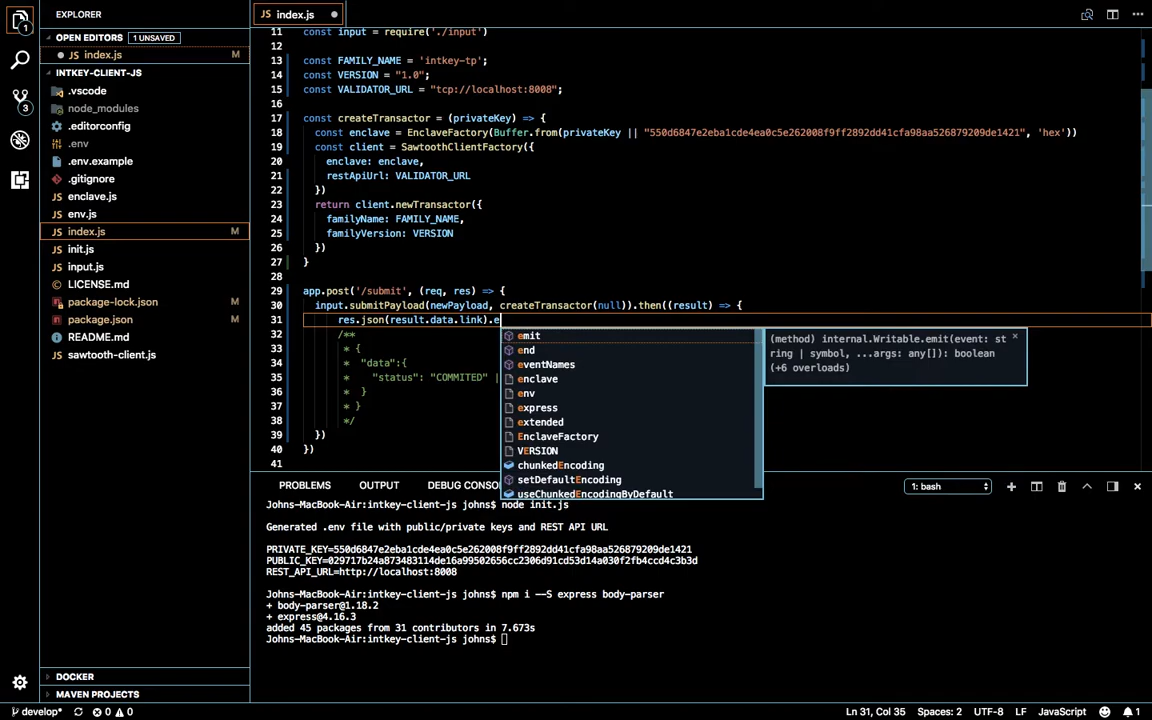 EXPLORER
OPEN EDITORS 1 UNSAVED
index.js M
INTKEY-CLIENT-JS
.vscode
node_modules
.editorconfig
.env
.env.example
.gitignore
JS enclave.js
JS env.js
JS index.js M
JS init.js
JS input.js
LICENSE.md
package-lock.json M
package.json M
README.md
JS sawtooth-client.js
DOCKER
MAVEN PROJECTS
1
3
JS index.js
11 const input = require('./input')
12
13 const FAMILY_NAME = 'intkey-tp';
14 const VERSION = "1.0";
15 const VALIDATOR_URL = "tcp://localhost:8008";
16
17 const createTransactor = (privateKey) => {
18 const enclave = EnclaveFactory(Buffer.from(privateKey || "550d6847e2eba1cde4ea0c5e262008f9ff2892dd41cfa98aa526879209de1421", 'hex'))
19 const client = SawtoothClientFactory({
20 enclave: enclave,
21 restApiUrl: VALIDATOR_URL
22 })
23 return client.newTransactor({
24 familyName: FAMILY_NAME,
25 familyVersion: VERSION
26 })
27 }
28
29 app.post('/submit', (req, res) => {
30 input.submitPayload(newPayload, createTransactor(null)).then((result) => {
31 res.json(result.data.link).e
32 /**
33 * {
34 * "data":{
35 "status": "COMMITED" |
36 * }
37 * }
38 */
39 })
40 })
41
emit
end
eventNames
enclave
env
express
extended
EnclaveFactory
VERSION
chunkedEncoding
setDefaultEncoding
useChunkedEncodingByDefault
(method) internal.Writable.emit(event: st
ring | symbol, ...args: any[]): boolean
(+6 overloads)
PROBLEMS OUTPUT DEBUG CONSO 1: bash
Johns-MacBook-Air:intkey-client-js johns$ node init.js
Generated .env file with public/private keys and REST API URL
PRIVATE_KEY=550d6847e2eba1cde4ea0c5e262008f9ff2892dd41cfa98aa526879209de1421
PUBLIC_KEY=029717b24a873483114de16a99502656cc2306d91cd53d14a030f2fb4ccd4c3b3d
REST_API_URL=http://localhost:8008
Johns-MacBook-Air:intkey-client-js johns$ npm i --S express body-parser
+ body-parser@1.18.2
+ express@4.16.3
added 45 packages from 31 contributors in 7.673s
Johns-MacBook-Air:intkey-client-js johns$
develop* 0 0 Ln 31, Col 35 Spaces: 2 UTF-8 LF JavaScript 1